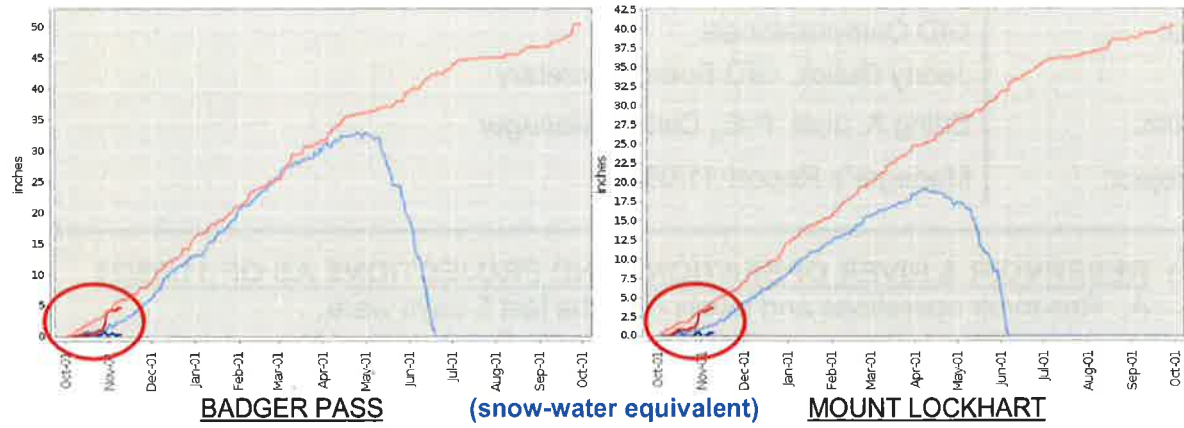 50
45
40
35
30
25
20
15
10
5
0
inches
Oct-01
Nov-01
Dec-01
Jan-01
Feb-01
Mar-01
Apr-01
May-01
Jun-01
Jul-01
Aug-01
Sep-01
Oct-01
42.5
40.0
37.5
35.0
32.5
30.0
27.5
25.0
22.5
20.0
17.5
15.0
12.5
10.0
7.5
5.0
2.5
0.0
inches
Oct-01
Nov-01
Dec-01
Jan-01
Feb-01
Mar-01
Apr-01
May-01
Jun-01
Jul-01
Aug-01
Sep-01
Oct-01
BADGER PASS (snow-water equivalent) MOUNT LOCKHART